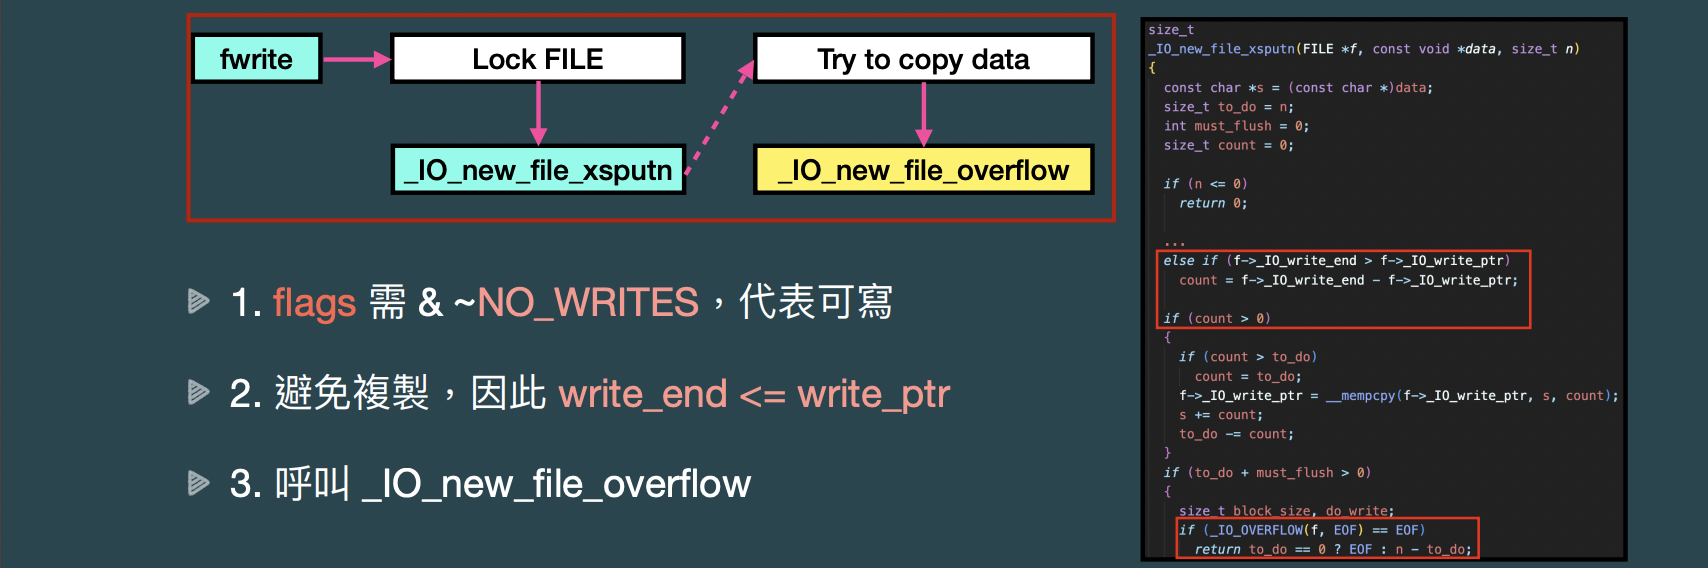 fwrite
Lock FILE
Try to copy data
_IO_new_file_xsputn
_IO_new_file_overflow
1. flags 需 & ~NO_WRITES，代表可寫
2. 避免複製，因此 write_end <= write_ptr
3. 呼叫 _IO_new_file_overflow
size_t
_IO_new_file_xsputn(FILE *f, const void *data, size_t n)
{
const char *s = (const char *)data;
size_t to_do = n;
int must_flush = 0;
size_t count = 0;
if (n <= 0)
return 0;
...
else if (f->_IO_write_end > f->_IO_write_ptr)
count = f->_IO_write_end - f->_IO_write_ptr;
if (count > 0)
{
if (count > to_do)
count = to_do;
f->_IO_write_ptr = __mempcpy(f->_IO_write_ptr, s, count);
s += count;
to_do -= count;
}
if (to_do + must_flush > 0)
{
size_t block_size, do_write;
if (_IO_OVERFLOW(f, EOF) == EOF)
return to_do == 0 ? EOF : n - to_do;